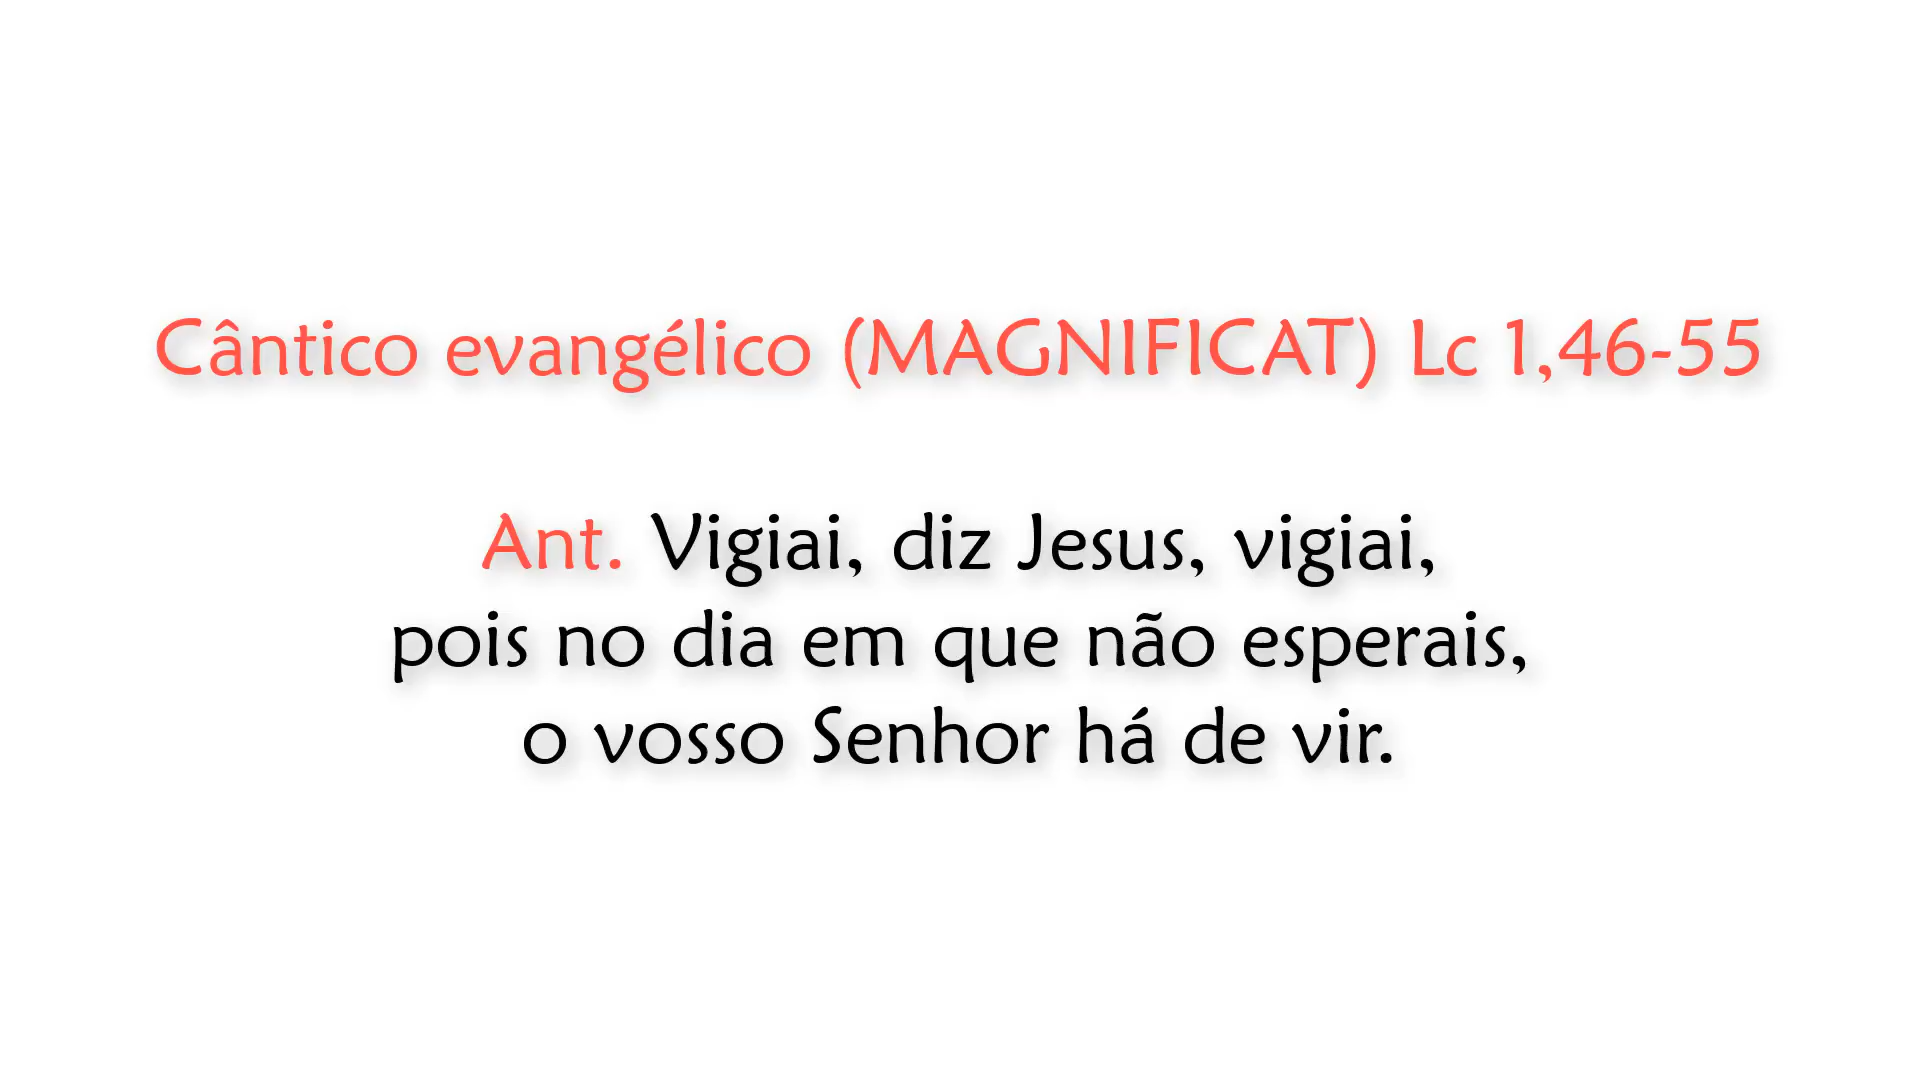 Cântico evangélico (MAGNIFICAT) Lc 1,46-55
Ant. Vigiai, diz Jesus, vigiai,
pois no dia em que não esperais,
o vosso Senhor há de vir.